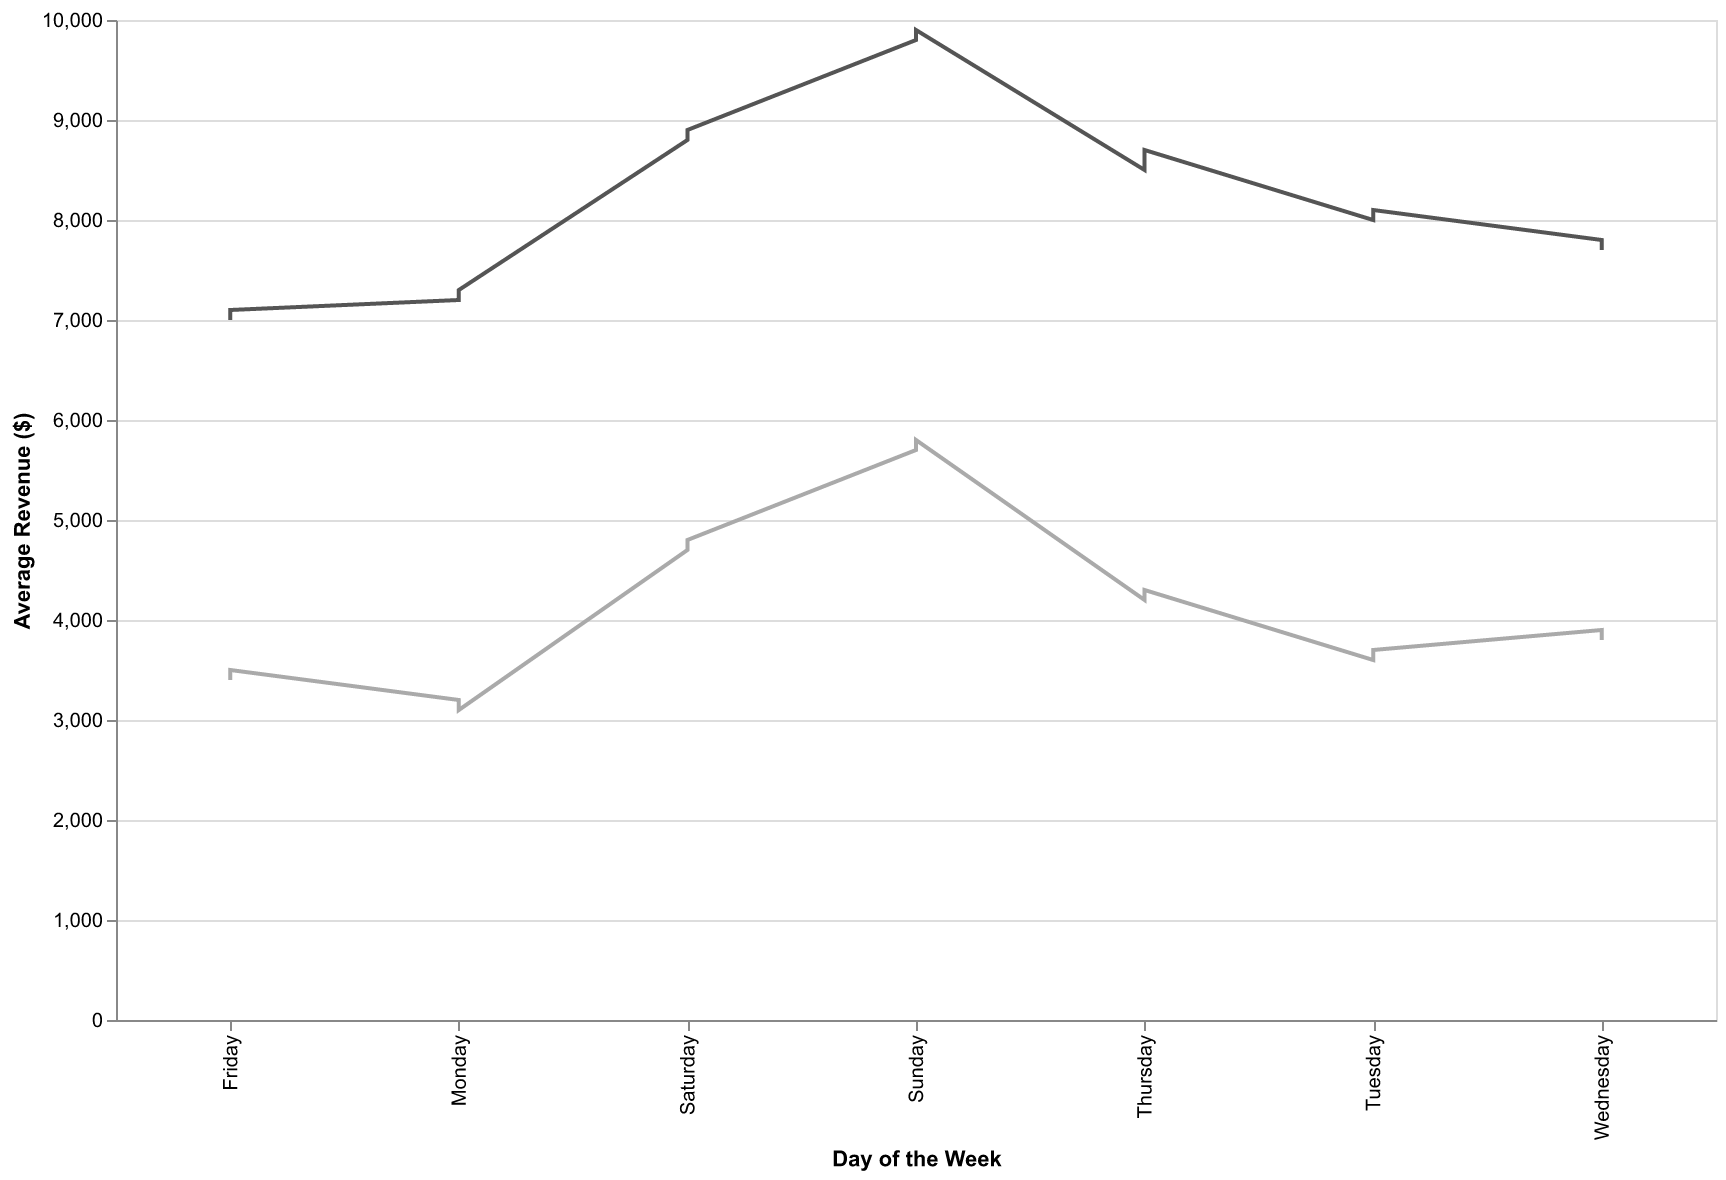 10,000
9,000
8,000
7,000
6,000
5,000
4,000
3,000
2,000
1,000
0
Average Revenue ($)
Friday
Monday
Saturday
Sunday
Thursday
Tuesday
Wednesday
Day of the Week